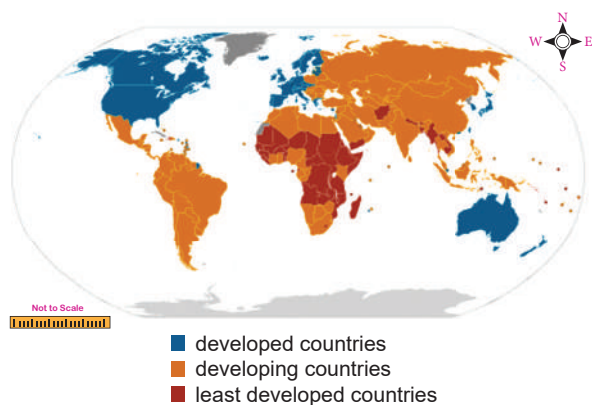 N
W E
S
Not to Scale
developed countries
developing countries
least developed countries